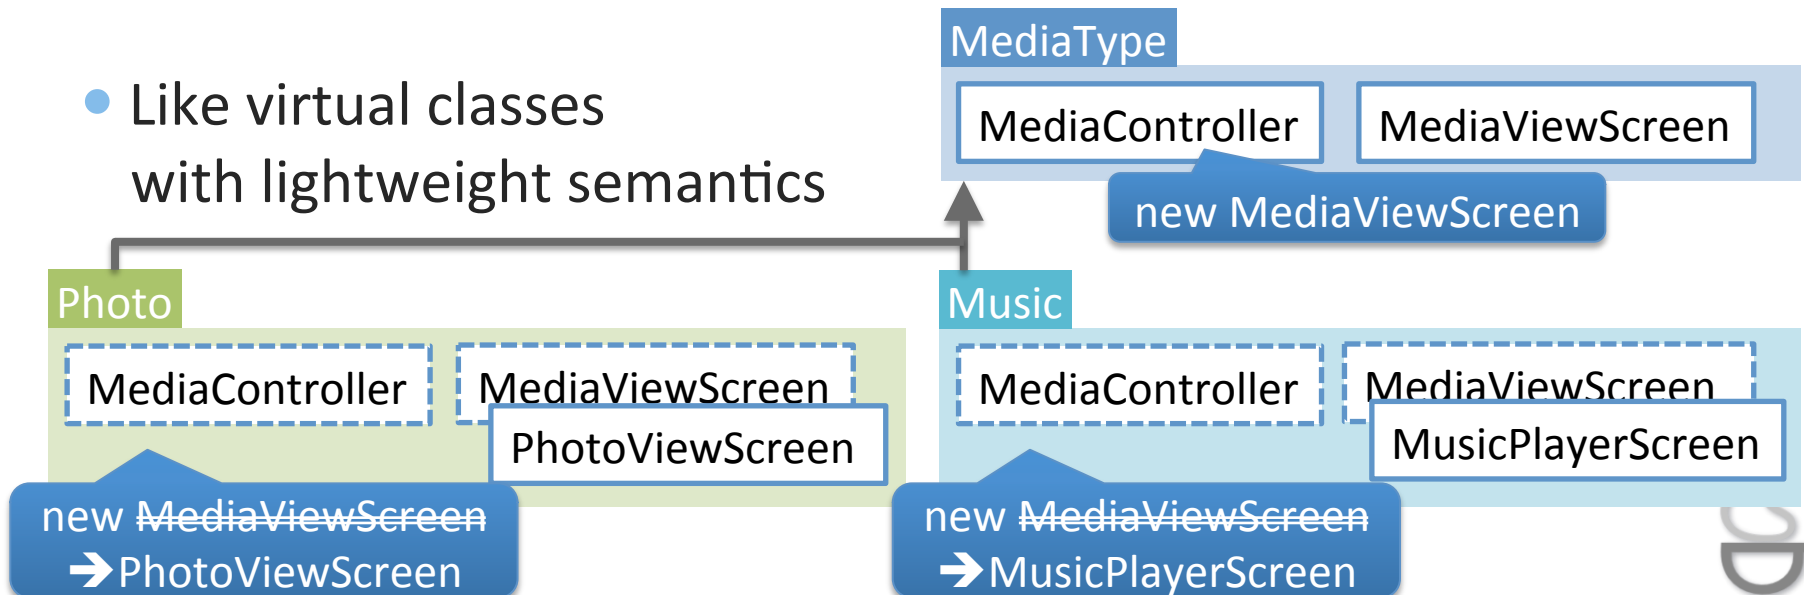 Like virtual classes
with lightweight semantics
MediaType
MediaController
MediaViewScreen
new MediaViewScreen
Photo
MediaController
MediaViewScreen
PhotoViewScreen
new MediaViewScreen
➔PhotoViewScreen
Music
MediaController
MediaViewScreen
MusicPlayerScreen
new MediaViewScreen
➔MusicPlayerScreen
SD